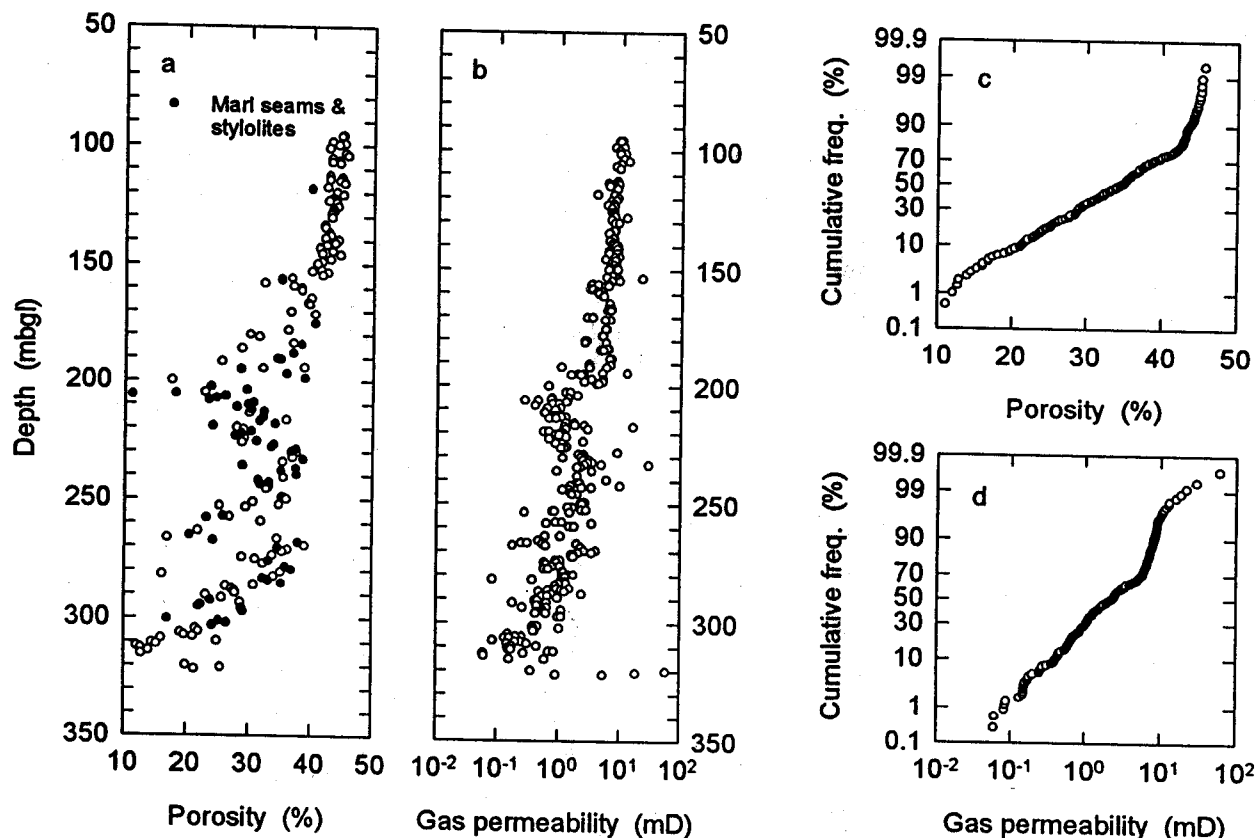 50
100
150
200
250
300
350
Depth (mbgl)
a
Marl seams &
stylolites
10 20 30 40 50
Porosity (%)
b
50
100
150
200
250
300
350
10-2 10-1 100 101 102
Gas permeability (mD)
99.9
99
90
70
50
30
10
1
0.1
Cumulative freq. (%)
c
10 20 30 40 50
Porosity (%)
99.9
99
90
70
50
30
10
1
0.1
Cumulative freq. (%)
d
10-2 10-1 100 101 102
Gas permeability (mD)